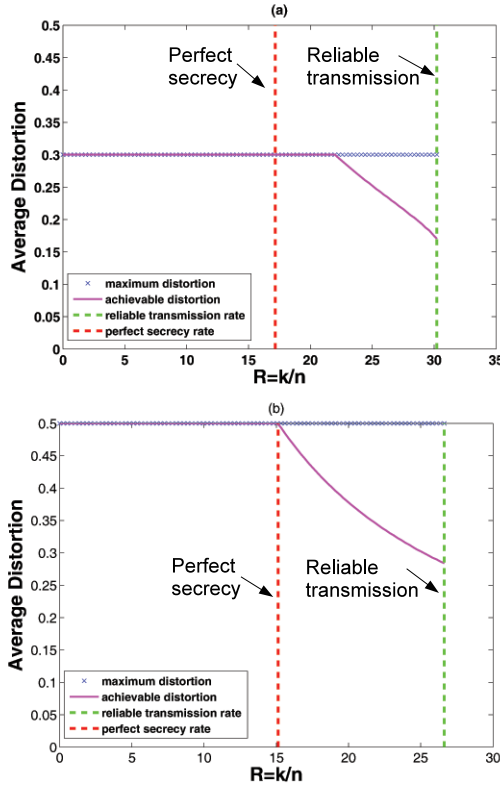 (a)
0.5
0.45
0.4
0.35
0.3
0.25
0.2
0.15
0.1
0.05
0
Average Distortion
Perfect
secrecy
Reliable
transmission
maximum distortion
achievable distortion
reliable transmission rate
perfect secrecy rate
0 5 10 15 20 25 30 35
R=k/n
(b)
0.5
0.45
0.4
0.35
0.3
0.25
0.2
0.15
0.1
0.05
0
Average Distortion
Perfect
secrecy
Reliable
transmission
maximum distortion
achievable distortion
reliable transmission rate
perfect secrecy rate
0 5 10 15 20 25 30
R=k/n